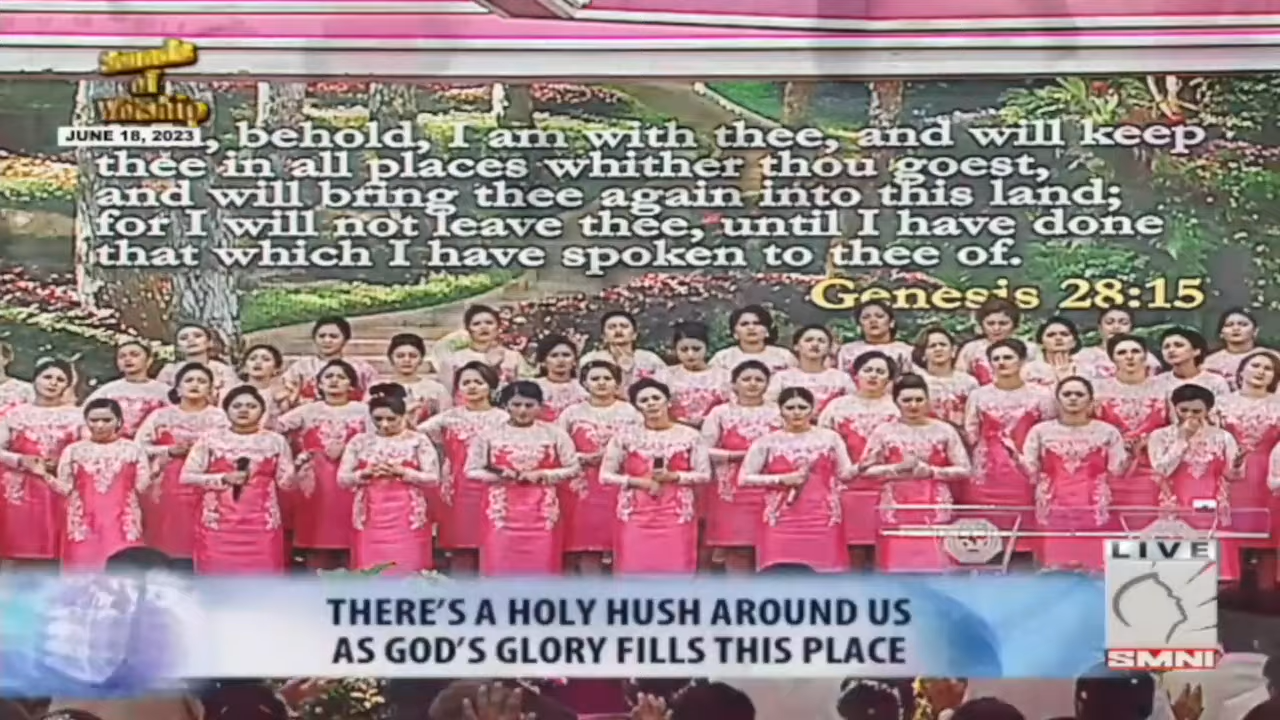 of
Worship
JUNE 18, 2023
, behold, I am with thee, and will keep
thee in all places whither thou goest,
and will bring thee again into this land;
for I will not leave thee, until I have done
that which I have spoken to thee of.
Genesis 28:15
LIVE
THERE'S A HOLY HUSH AROUND US
AS GOD'S GLORY FILLS THIS PLACE
SMNI